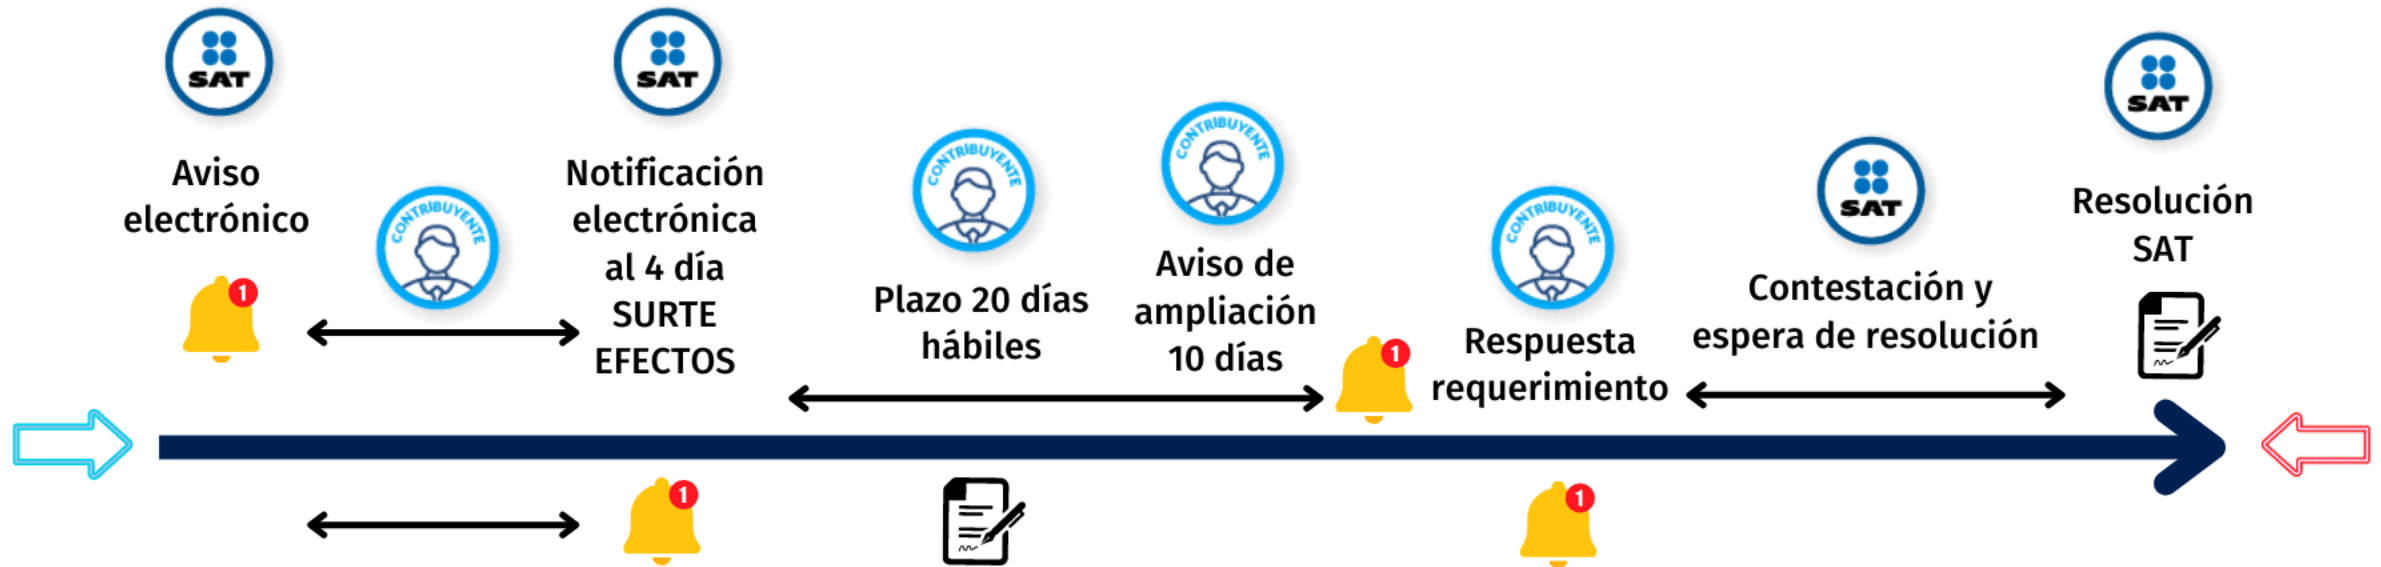 SAT
Aviso
electrónico
1
CONTRIBUYENTE
SAT
Notificación
electrónica
al 4 día
SURTE
EFECTOS
1
CONTRIBUYENTE
Plazo 20 días
hábiles
CONTRIBUYENTE
Aviso de
ampliación
10 días
1
CONTRIBUYENTE
Respuesta
requerimiento
1
SAT
Contestación y
espera de resolución
SAT
Resolución
SAT